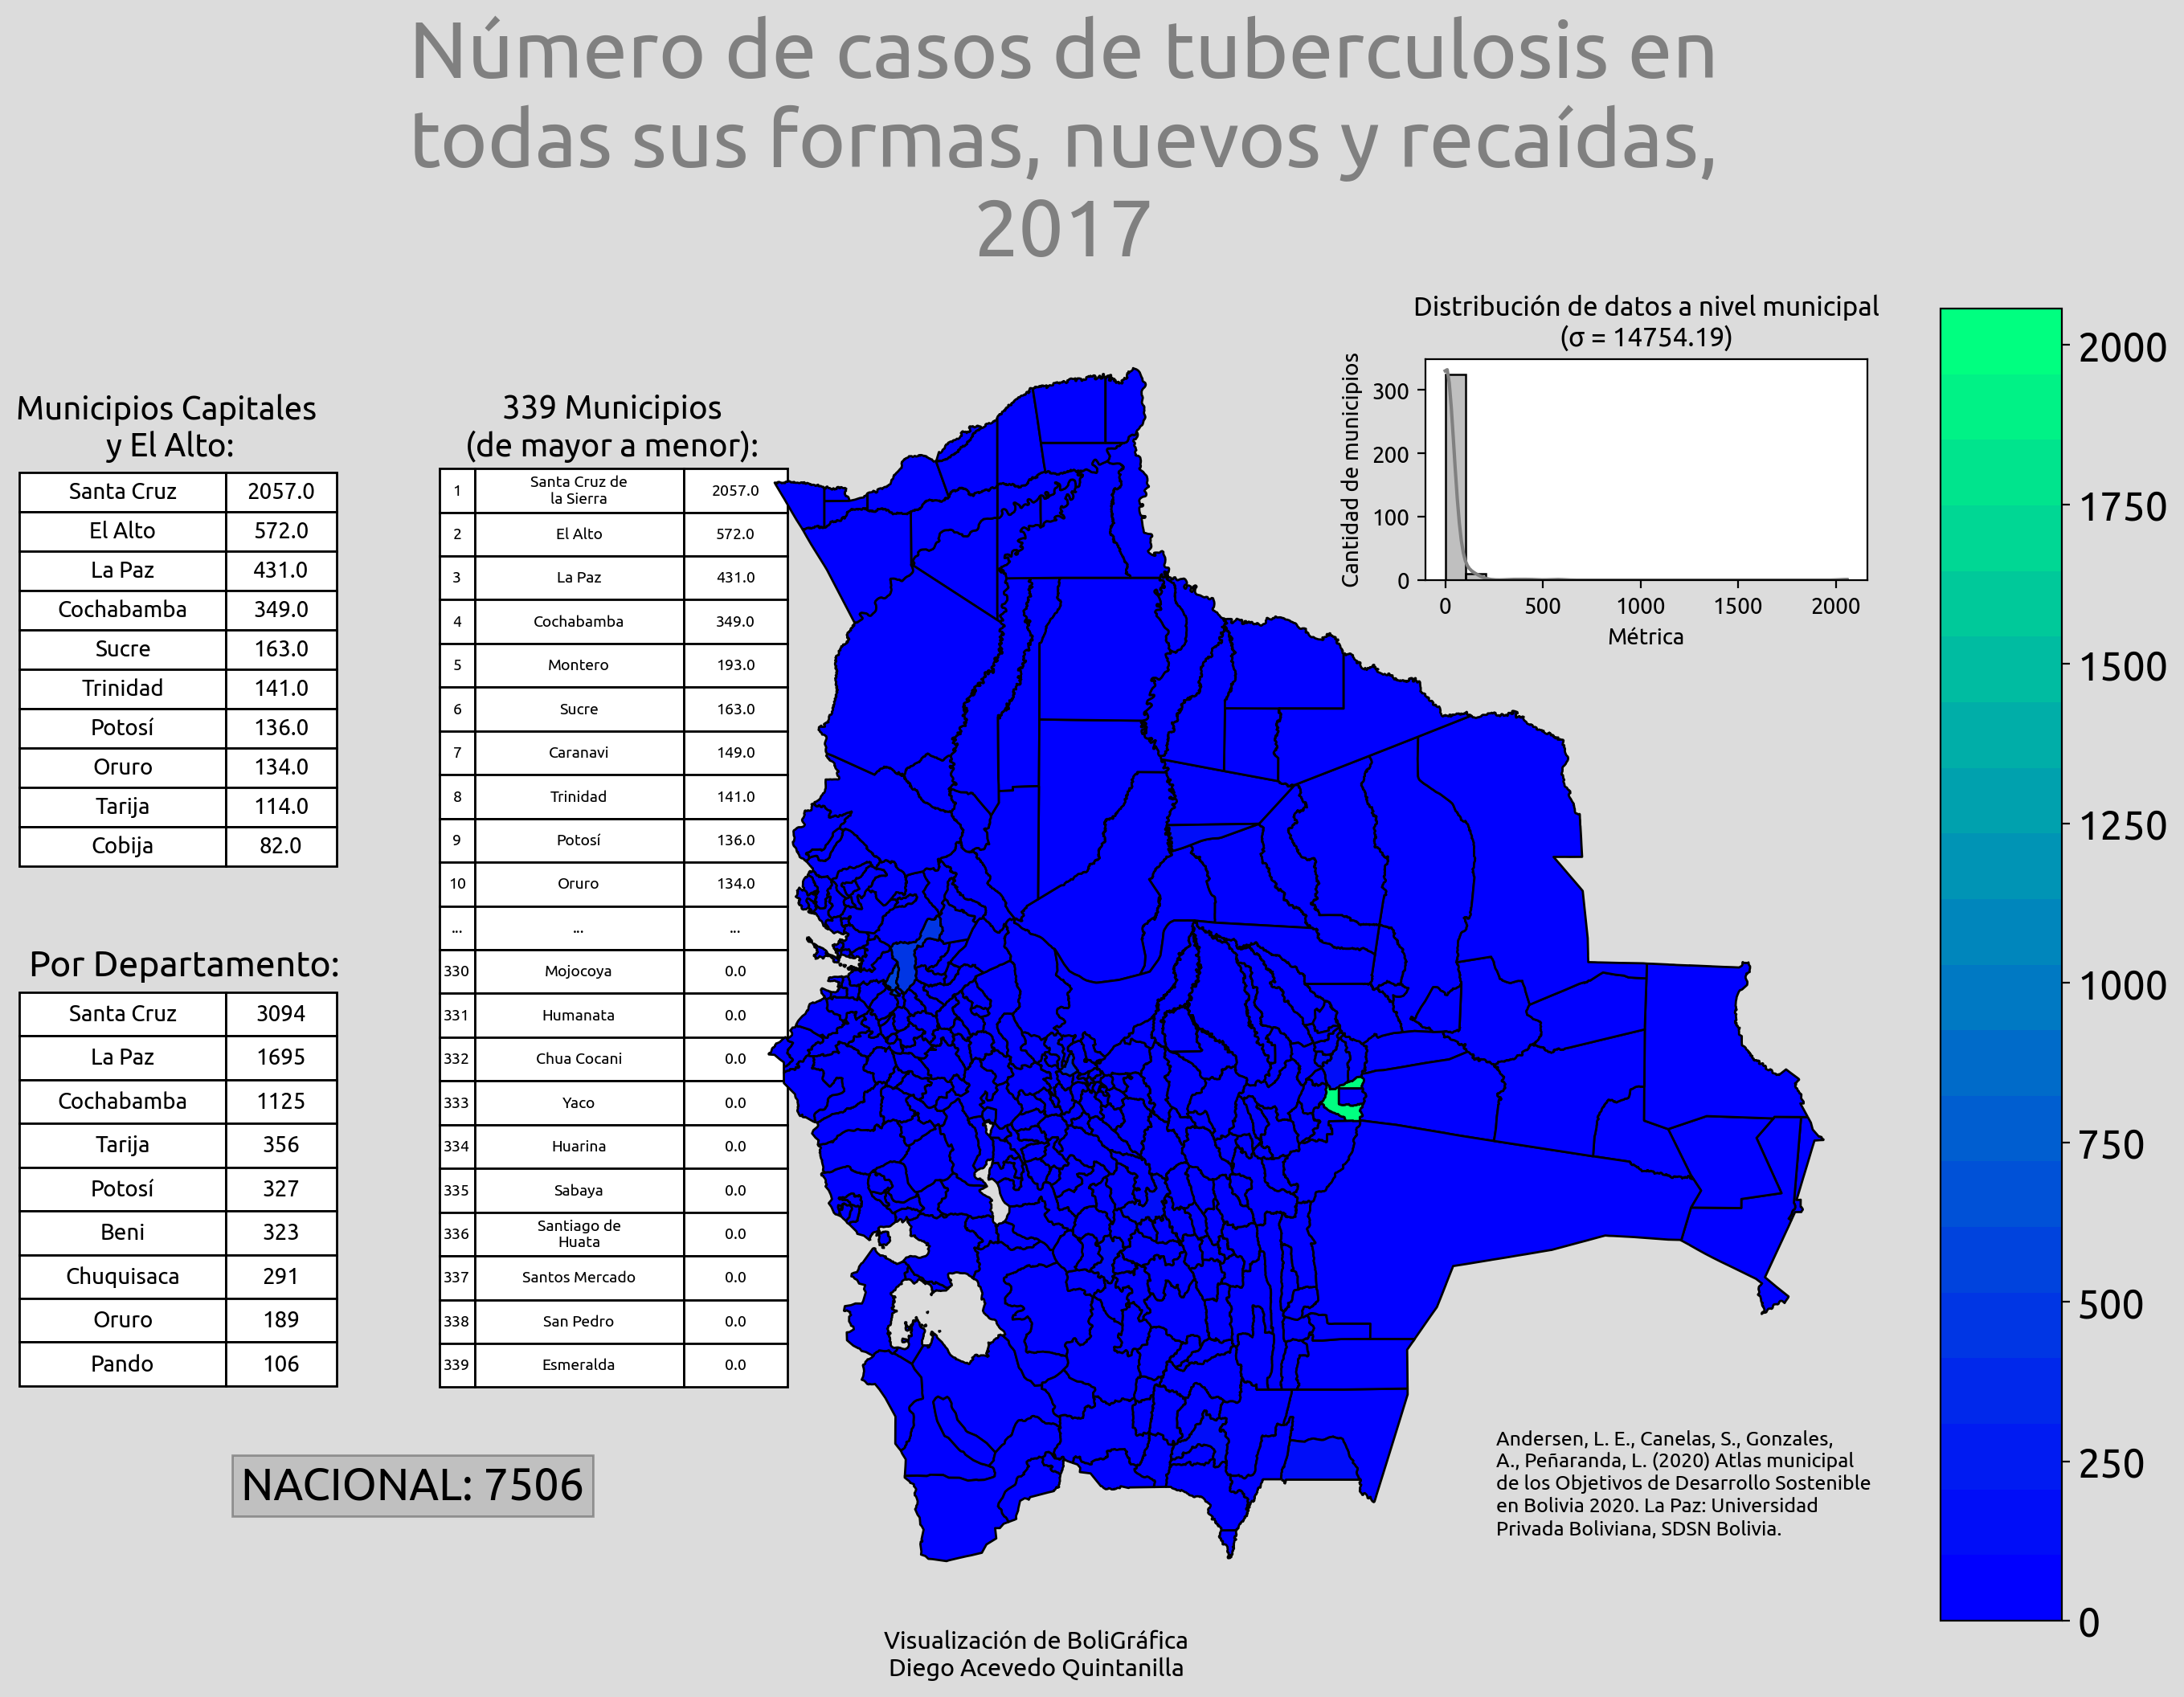 Número de casos de tuberculosis en
todas sus formas, nuevos y recaídas,
2017
Municipios Capitales
y El Alto:
Santa Cruz 2057.0
El Alto 572.0
La Paz 431.0
Cochabamba 349.0
Sucre 163.0
Trinidad 141.0
Potosí 136.0
Oruro 134.0
Tarija 114.0
Cobija 82.0
Por Departamento:
Santa Cruz 3094
La Paz 1695
Cochabamba 1125
Tarija 356
Potosí 327
Beni 323
Chuquisaca 291
Oruro 189
Pando 106
NACIONAL: 7506
339 Municipios
(de mayor a menor):
1 Santa Cruz de
la Sierra 2057.0
2 El Alto 572.0
3 La Paz 431.0
4 Cochabamba 349.0
5 Montero 193.0
6 Sucre 163.0
7 Caranavi 149.0
8 Trinidad 141.0
9 Potosí 136.0
10 Oruro 134.0
... ... ...
330 Mojocoya 0.0
331 Humanata 0.0
332 Chua Cocani 0.0
333 Yaco 0.0
334 Huarina 0.0
335 Sabaya 0.0
336 Santiago de
Huata 0.0
337 Santos Mercado 0.0
338 San Pedro 0.0
339 Esmeralda 0.0
Distribución de datos a nivel municipal
(σ = 14754.19)
Cantidad de municipios
300
200
100
0
0 500 1000 1500 2000
Métrica
2000
1750
1500
1250
1000
750
500
250
0
Andersen, L. E., Canelas, S., Gonzales,
A., Peñaranda, L. (2020) Atlas municipal
de los Objetivos de Desarrollo Sostenible
en Bolivia 2020. La Paz: Universidad
Privada Boliviana, SDSN Bolivia.
Visualización de BoliGráfica
Diego Acevedo Quintanilla